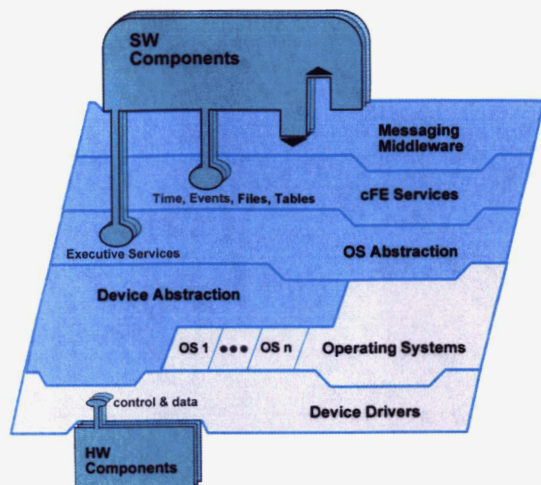 SW
Components
Messaging
Middleware
cFE Services
Time, Events, Files, Tables
OS Abstraction
Executive Services
Device Abstraction
OS 1 ●●● OS n
Operating Systems
control & data
Device Drivers
HW
Components